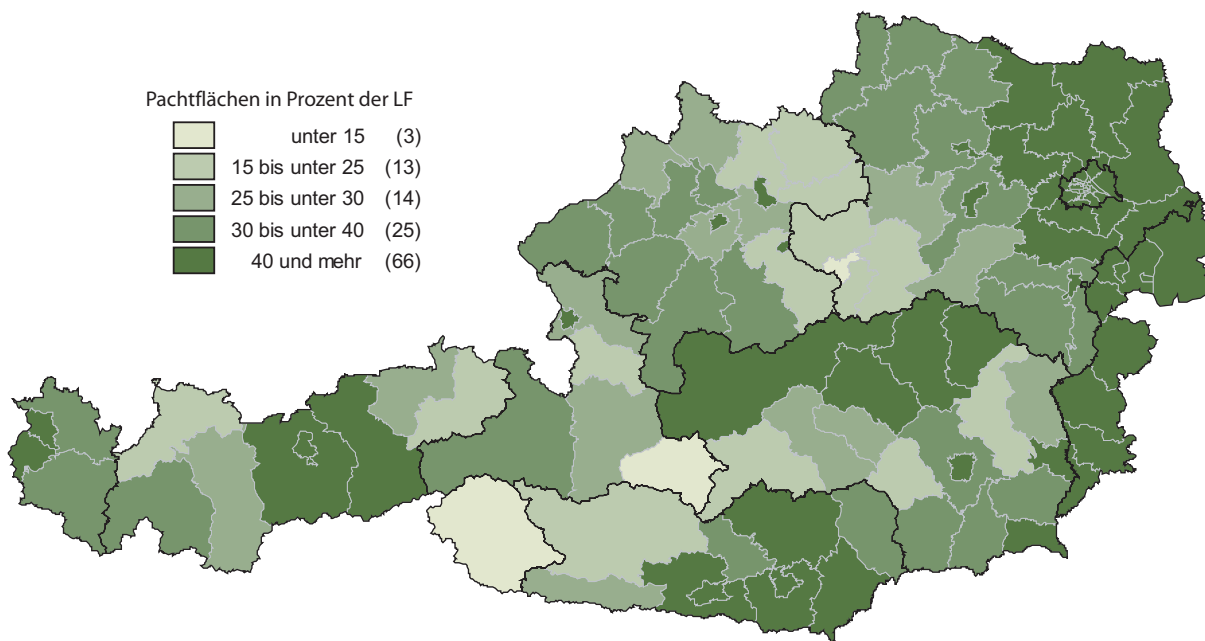 Pachtflächen in Prozent der LF
unter 15 (3)
15 bis unter 25 (13)
25 bis unter 30 (14)
30 bis unter 40 (25)
40 und mehr (66)